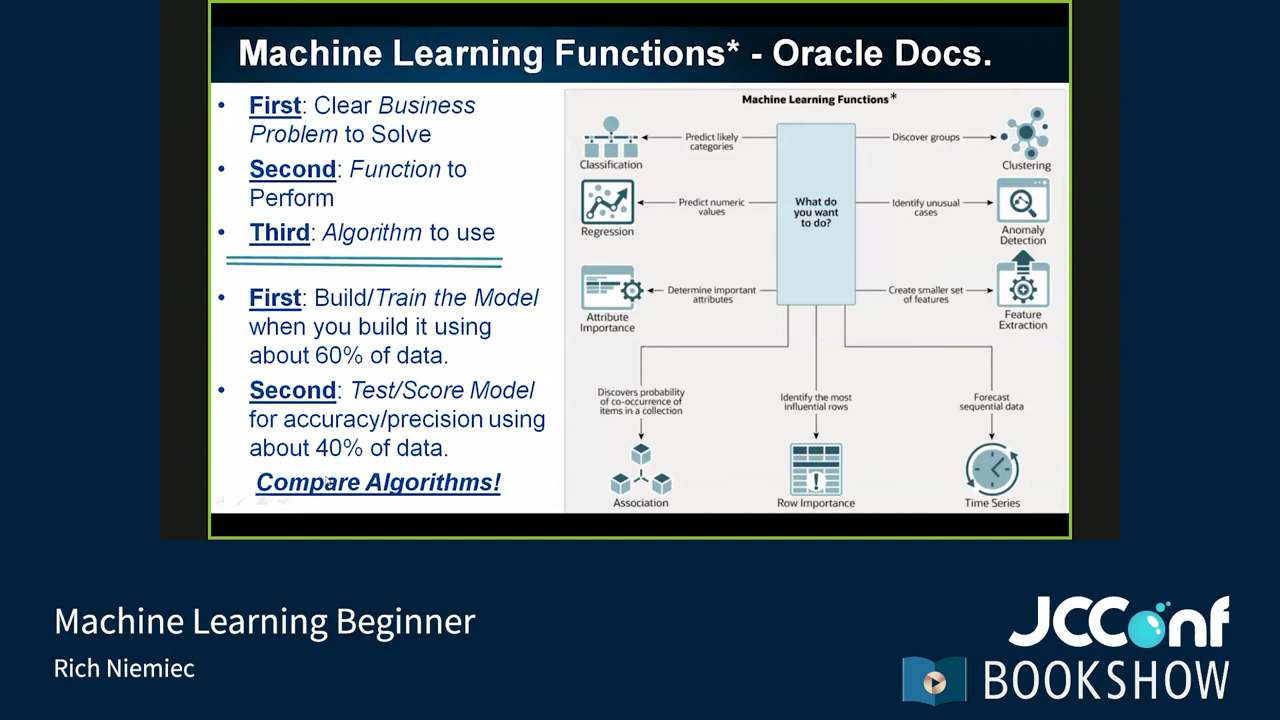 Machine Learning Functions* - Oracle Docs.
• First: Clear Business
Problem to Solve
• Second: Function to
Perform
• Third: Algorithm to use
• First: Build/Train the Model
when you build it using
about 60% of data.
• Second: Test/Score Model
for accuracy/precision using
about 40% of data.
Compare Algorithms!
Machine Learning Functions*
Classification
Predict likely
categories
Discover groups
Clustering
Regression
Predict numeric
values
What do
you want
to do?
Identify unusual
cases
Anomaly
Detection
Attribute
Importance
Determine important
attributes
Create smaller set
of features
Feature
Extraction
Discovers probability
of co-occurrence of
items in a collection
Association
Identify the most
influential rows
Row Importance
Forecast
sequential data
Time Series
Machine Learning Beginner
Rich Niemiec
JCConf
BOOKSHOW